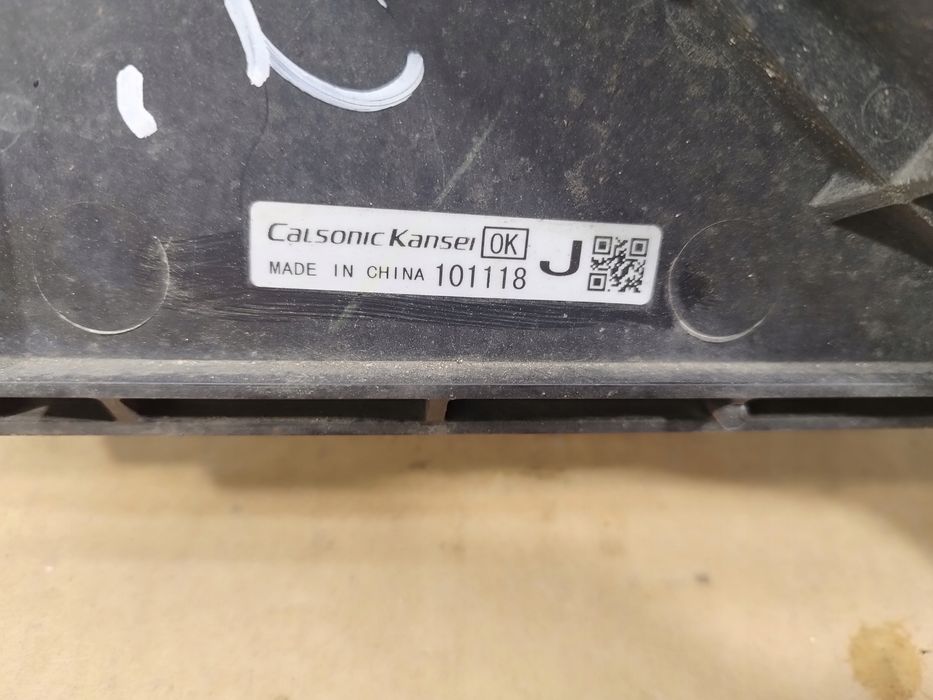 Calsonic Kansei OK J
MADE IN CHINA 101118